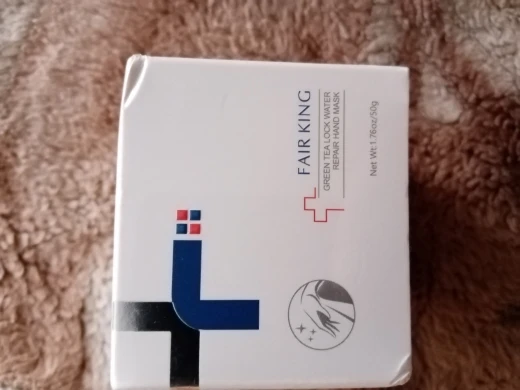 FAIR KING
GREEN TEA LOCK WATER
REPAIR HAND MASK
Net Wt:1.76oz/50g